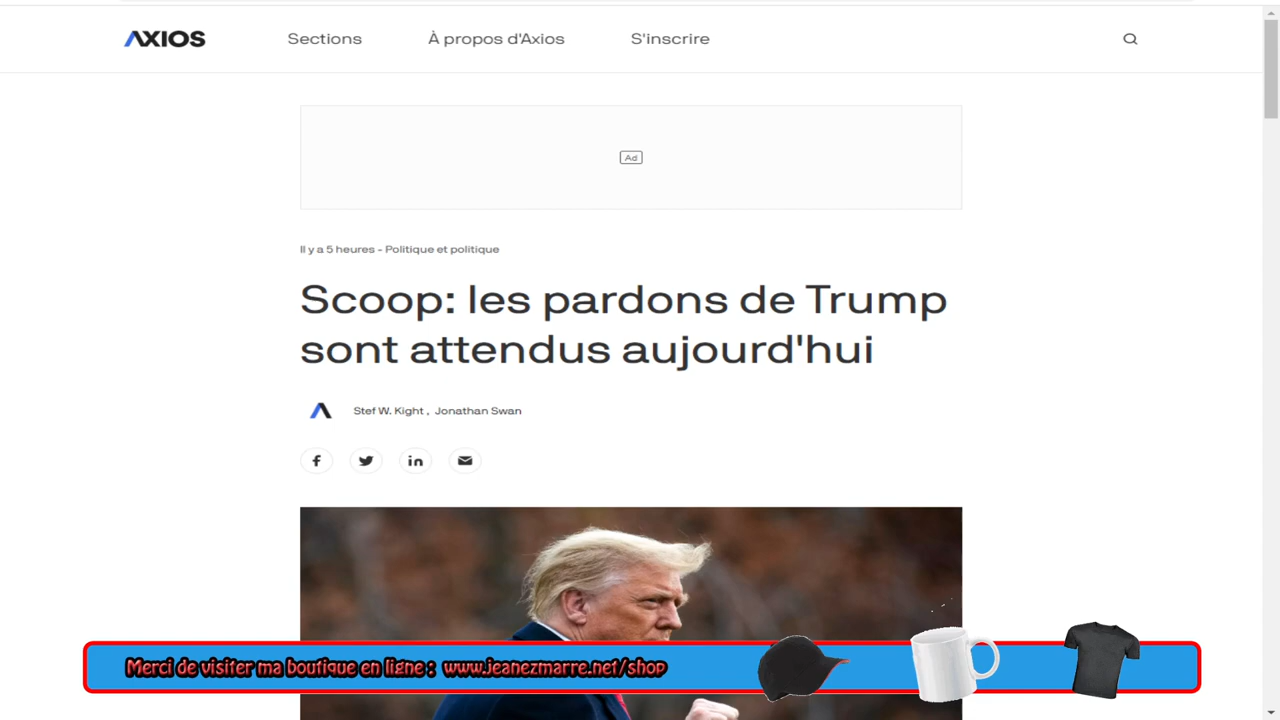 AXIOS
Sections
À propos d'Axios
S'inscrire
Ad
Il y a 5 heures - Politique et politique
Scoop: les pardons de Trump
sont attendus aujourd'hui
Stef W. Kight , Jonathan Swan
Merci de visiter ma boutique en ligne : www.jeanezmarre.net/shop